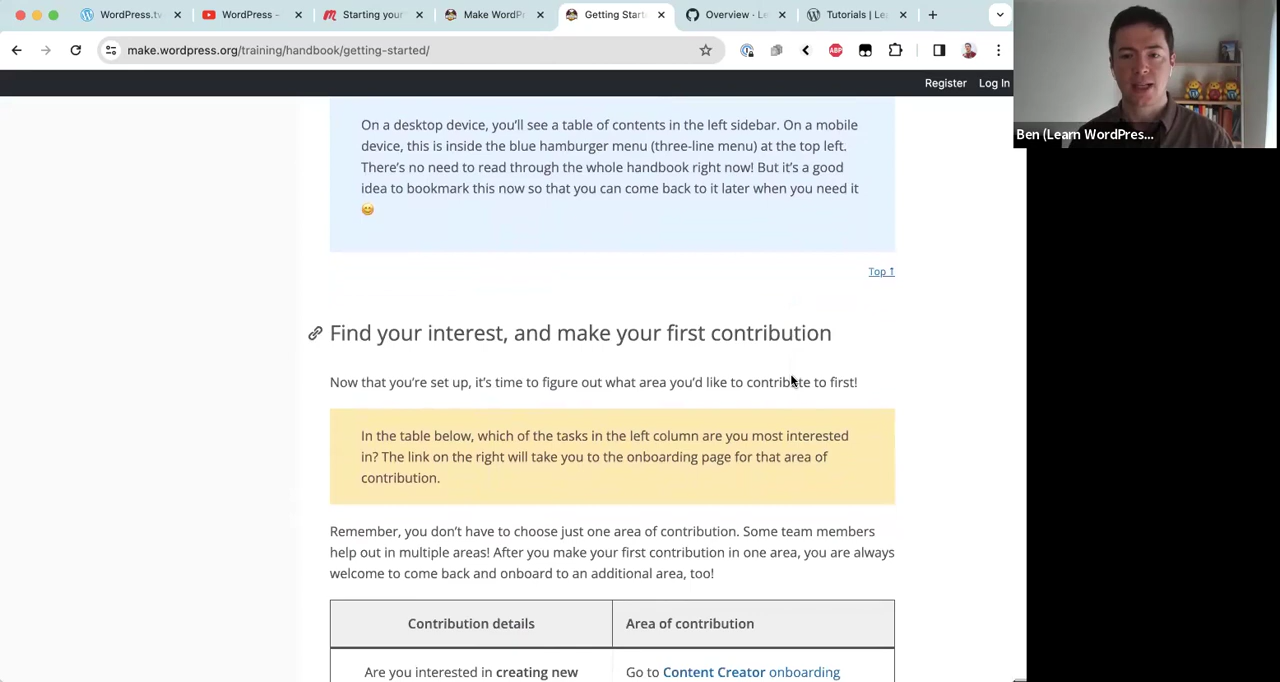 WordPress.tv
WordPress -
Starting your
Make WordPr
Getting Start
Overview · Le
Tutorials | Lea
make.wordpress.org/training/handbook/getting-started/
ABP
Register
Log In
Ben (Learn WordPres...
On a desktop device, you'll see a table of contents in the left sidebar. On a mobile
device, this is inside the blue hamburger menu (three-line menu) at the top left.
There's no need to read through the whole handbook right now! But it's a good
idea to bookmark this now so that you can come back to it later when you need it
😊
Top ↑
Find your interest, and make your first contribution
Now that you're set up, it's time to figure out what area you'd like to contribute to first!
In the table below, which of the tasks in the left column are you most interested
in? The link on the right will take you to the onboarding page for that area of
contribution.
Remember, you don't have to choose just one area of contribution. Some team members
help out in multiple areas! After you make your first contribution in one area, you are always
welcome to come back and onboard to an additional area, too!
Contribution details
Area of contribution
Are you interested in creating new
Go to Content Creator onboarding